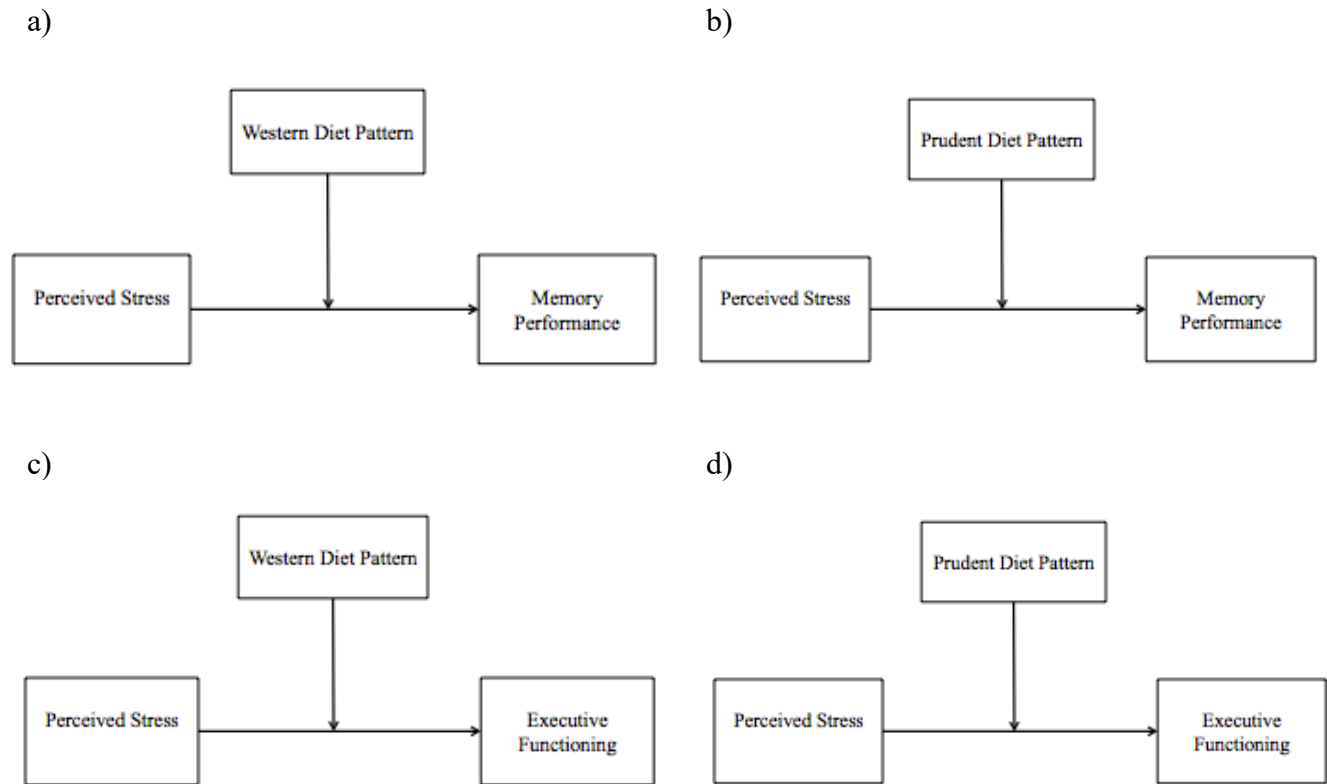 a)
Western Diet Pattern
Perceived Stress
Memory
Performance
b)
Prudent Diet Pattern
Perceived Stress
Memory
Performance
c)
Western Diet Pattern
Perceived Stress
Executive
Functioning
d)
Prudent Diet Pattern
Perceived Stress
Executive
Functioning